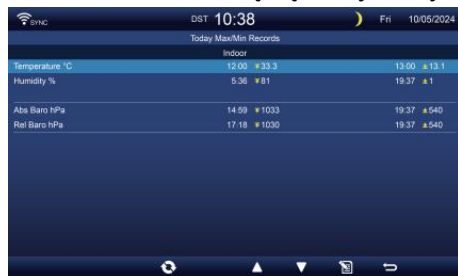 SYNC DST 10:38 Fri 10/05/2024
Today Max/Min Records
Indoor
Temperature °C 12:00 33.3 13:00 13.1
Humidity % 5:36 81 19:37 1
Abs Baro hPa 14:59 1033 19:37 540
Rel Baro hPa 17:18 1030 19:37 540